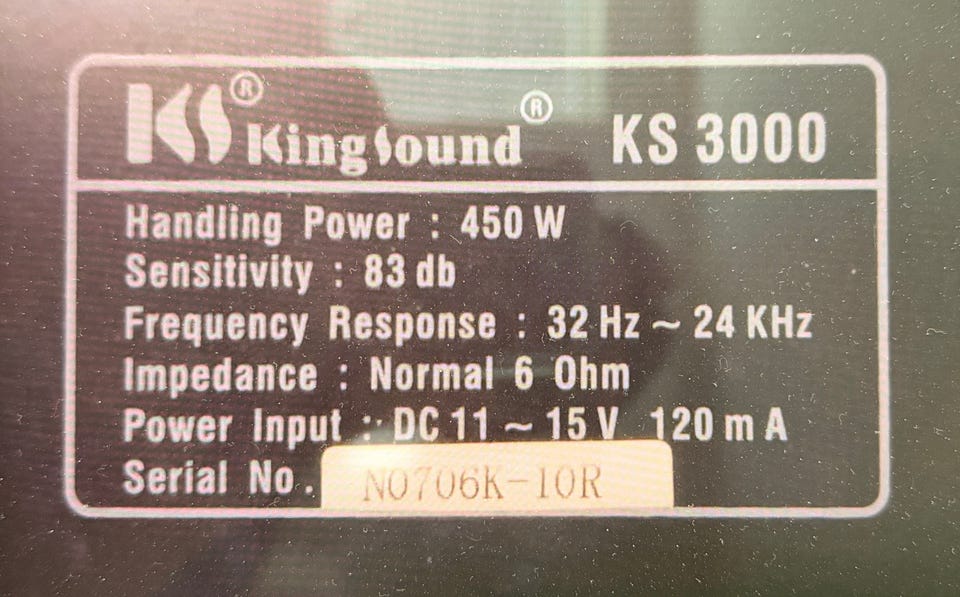 KS® KingSound® KS 3000
Handling Power : 450 W
Sensitivity : 83 db
Frequency Response : 32 Hz ~ 24 KHz
Impedance : Normal 6 Ohm
Power Input : DC 11 ~ 15 V 120 m A
Serial No. NO706K-10R